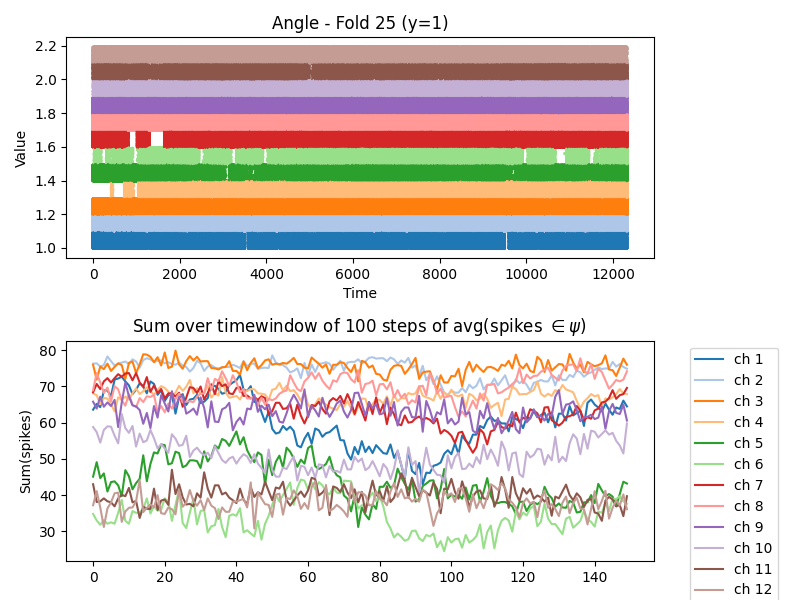 Angle - Fold 25 (y=1)
2.2
2.0
1.8
1.6
1.4
1.2
1.0
Value
0 2000 4000 6000 8000 10000 12000
Time
Sum over timewindow of 100 steps of avg(spikes ∈ ψ)
80
70
60
50
40
30
Sum(spikes)
0 20 40 60 80 100 120 140
ch 1
ch 2
ch 3
ch 4
ch 5
ch 6
ch 7
ch 8
ch 9
ch 10
ch 11
ch 12